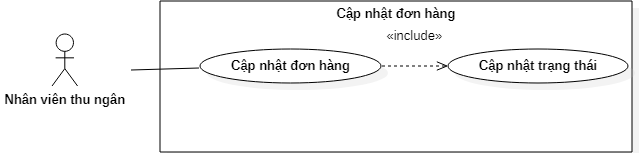 Cập nhật đơn hàng
«include»
Cập nhật đơn hàng
Cập nhật trạng thái
Nhân viên thu ngân